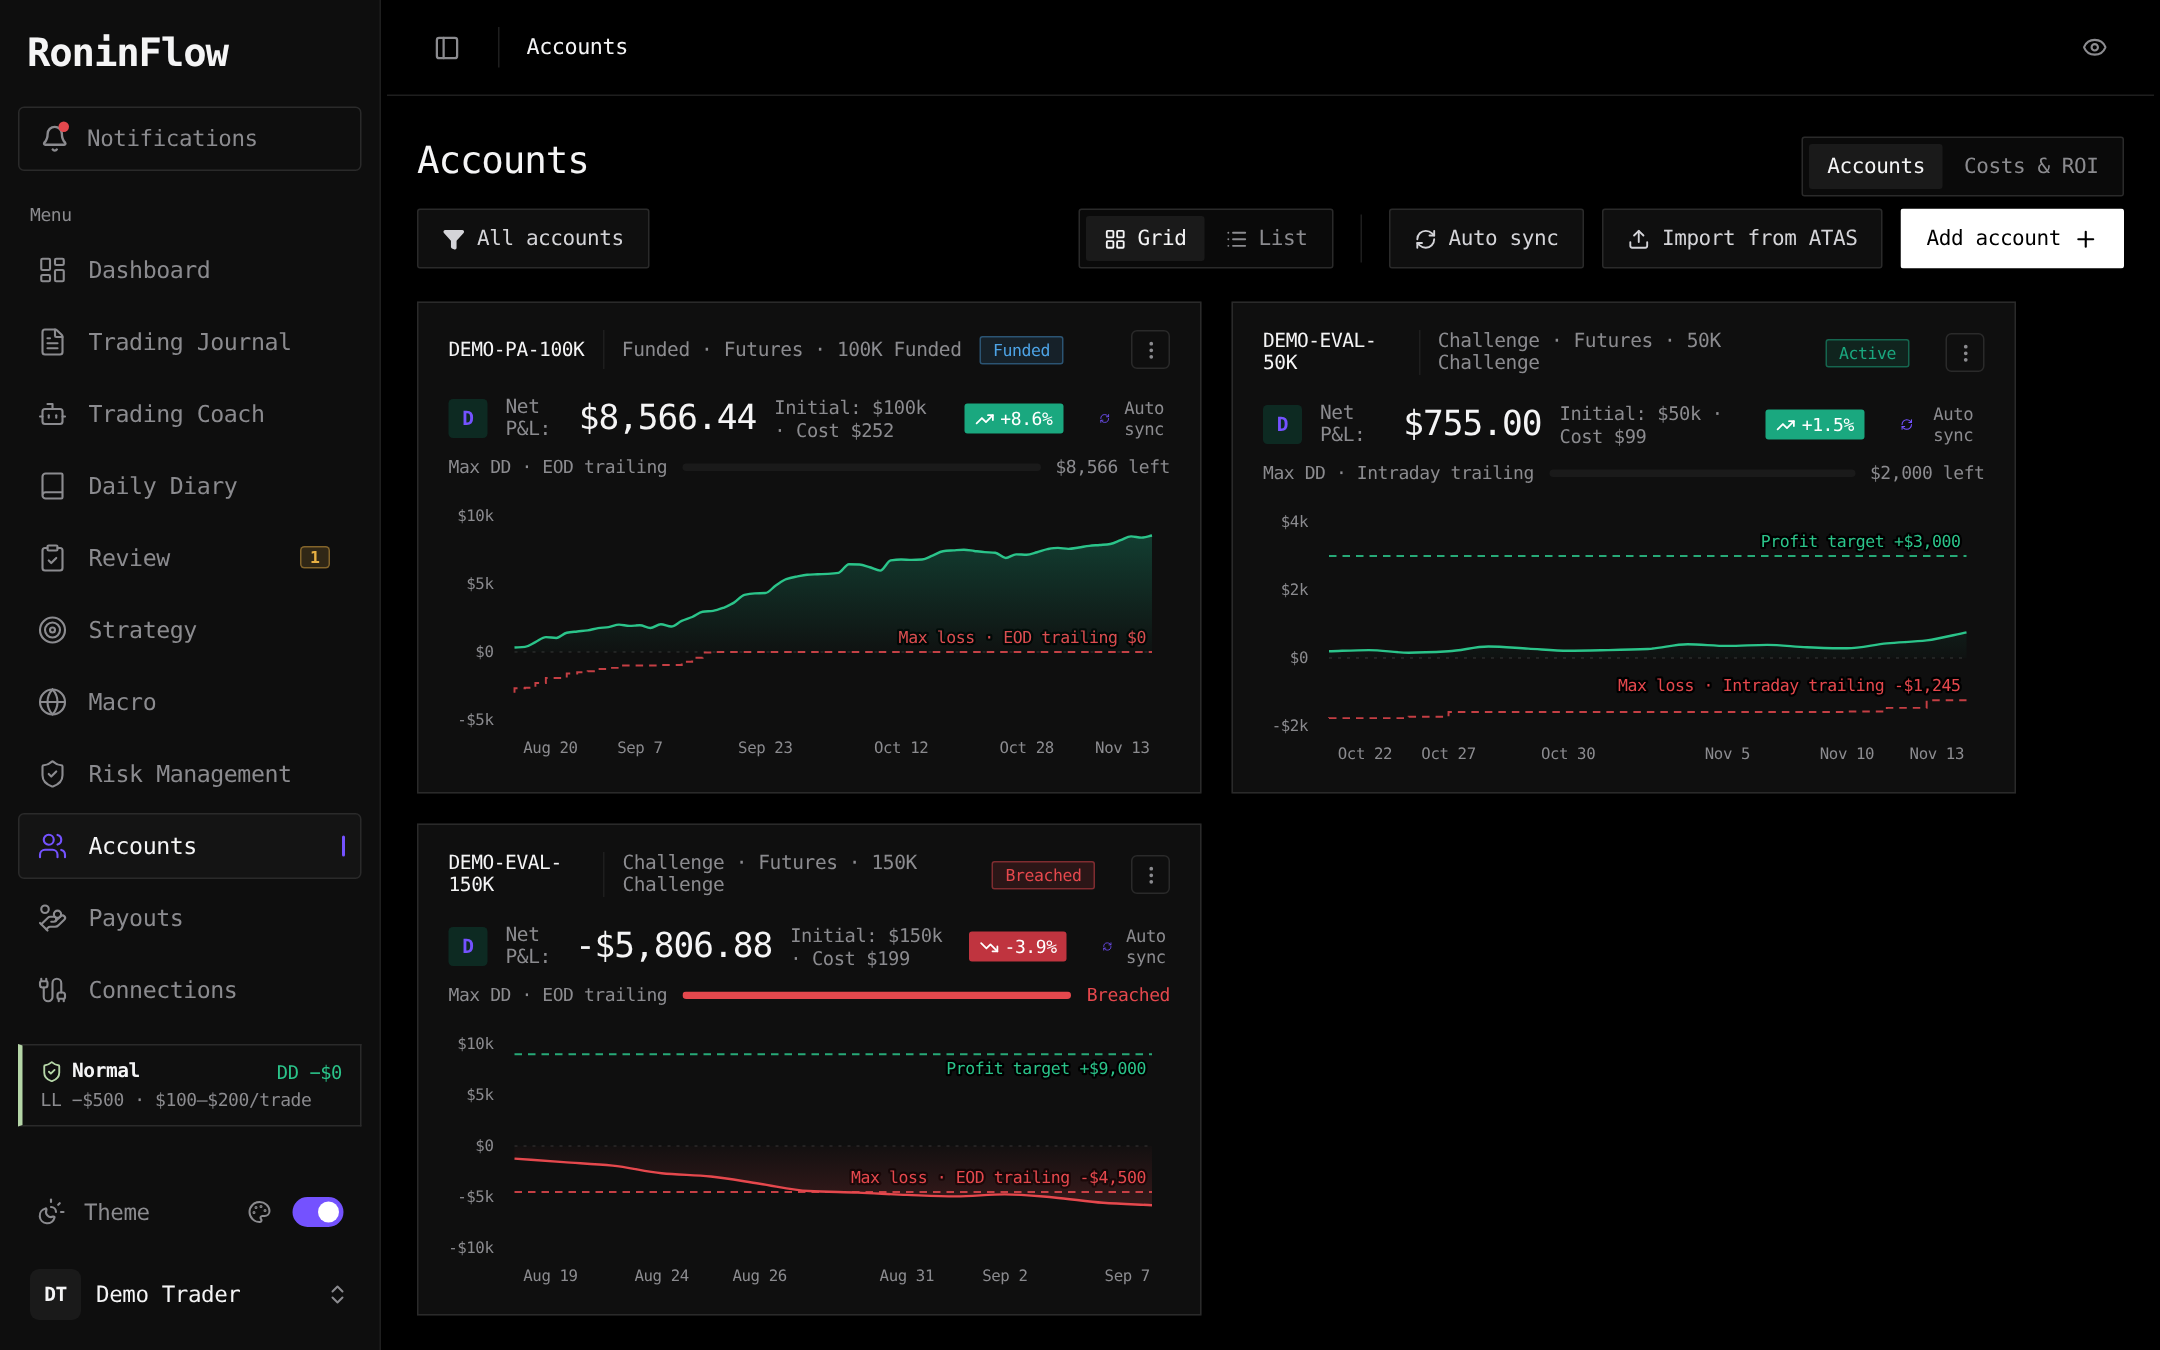 RoninFlow
Notifications
Menu
Dashboard
Trading Journal
Trading Coach
Daily Diary
Review 1
Strategy
Macro
Risk Management
Accounts
Payouts
Connections
Normal DD −$0
LL −$500 · $100–$200/trade
Theme
DT Demo Trader
Accounts
Accounts
Accounts Costs & ROI
All accounts
Grid List
Auto sync
Import from ATAS
Add account +
DEMO-PA-100K Funded · Futures · 100K Funded Funded
D Net P&L: $8,566.44 Initial: $100k · Cost $252 +8.6% Auto sync
Max DD · EOD trailing $8,566 left
$10k
$5k
Max loss · EOD trailing $0
$0
-$5k
Aug 20 Sep 7 Sep 23 Oct 12 Oct 28 Nov 13
DEMO-EVAL-
50K
Challenge · Futures · 50K
Challenge
Active
D Net P&L: $755.00 Initial: $50k · Cost $99 +1.5% Auto sync
Max DD · Intraday trailing $2,000 left
$4k
Profit target +$3,000
$2k
$0
Max loss · Intraday trailing -$1,245
-$2k
Oct 22 Oct 27 Oct 30 Nov 5 Nov 10 Nov 13
DEMO-EVAL-
150K
Challenge · Futures · 150K
Challenge
Breached
D Net P&L: -$5,806.88 Initial: $150k · Cost $199 -3.9% Auto sync
Max DD · EOD trailing Breached
$10k
Profit target +$9,000
$5k
$0
Max loss · EOD trailing -$4,500
-$5k
-$10k
Aug 19 Aug 24 Aug 26 Aug 31 Sep 2 Sep 7